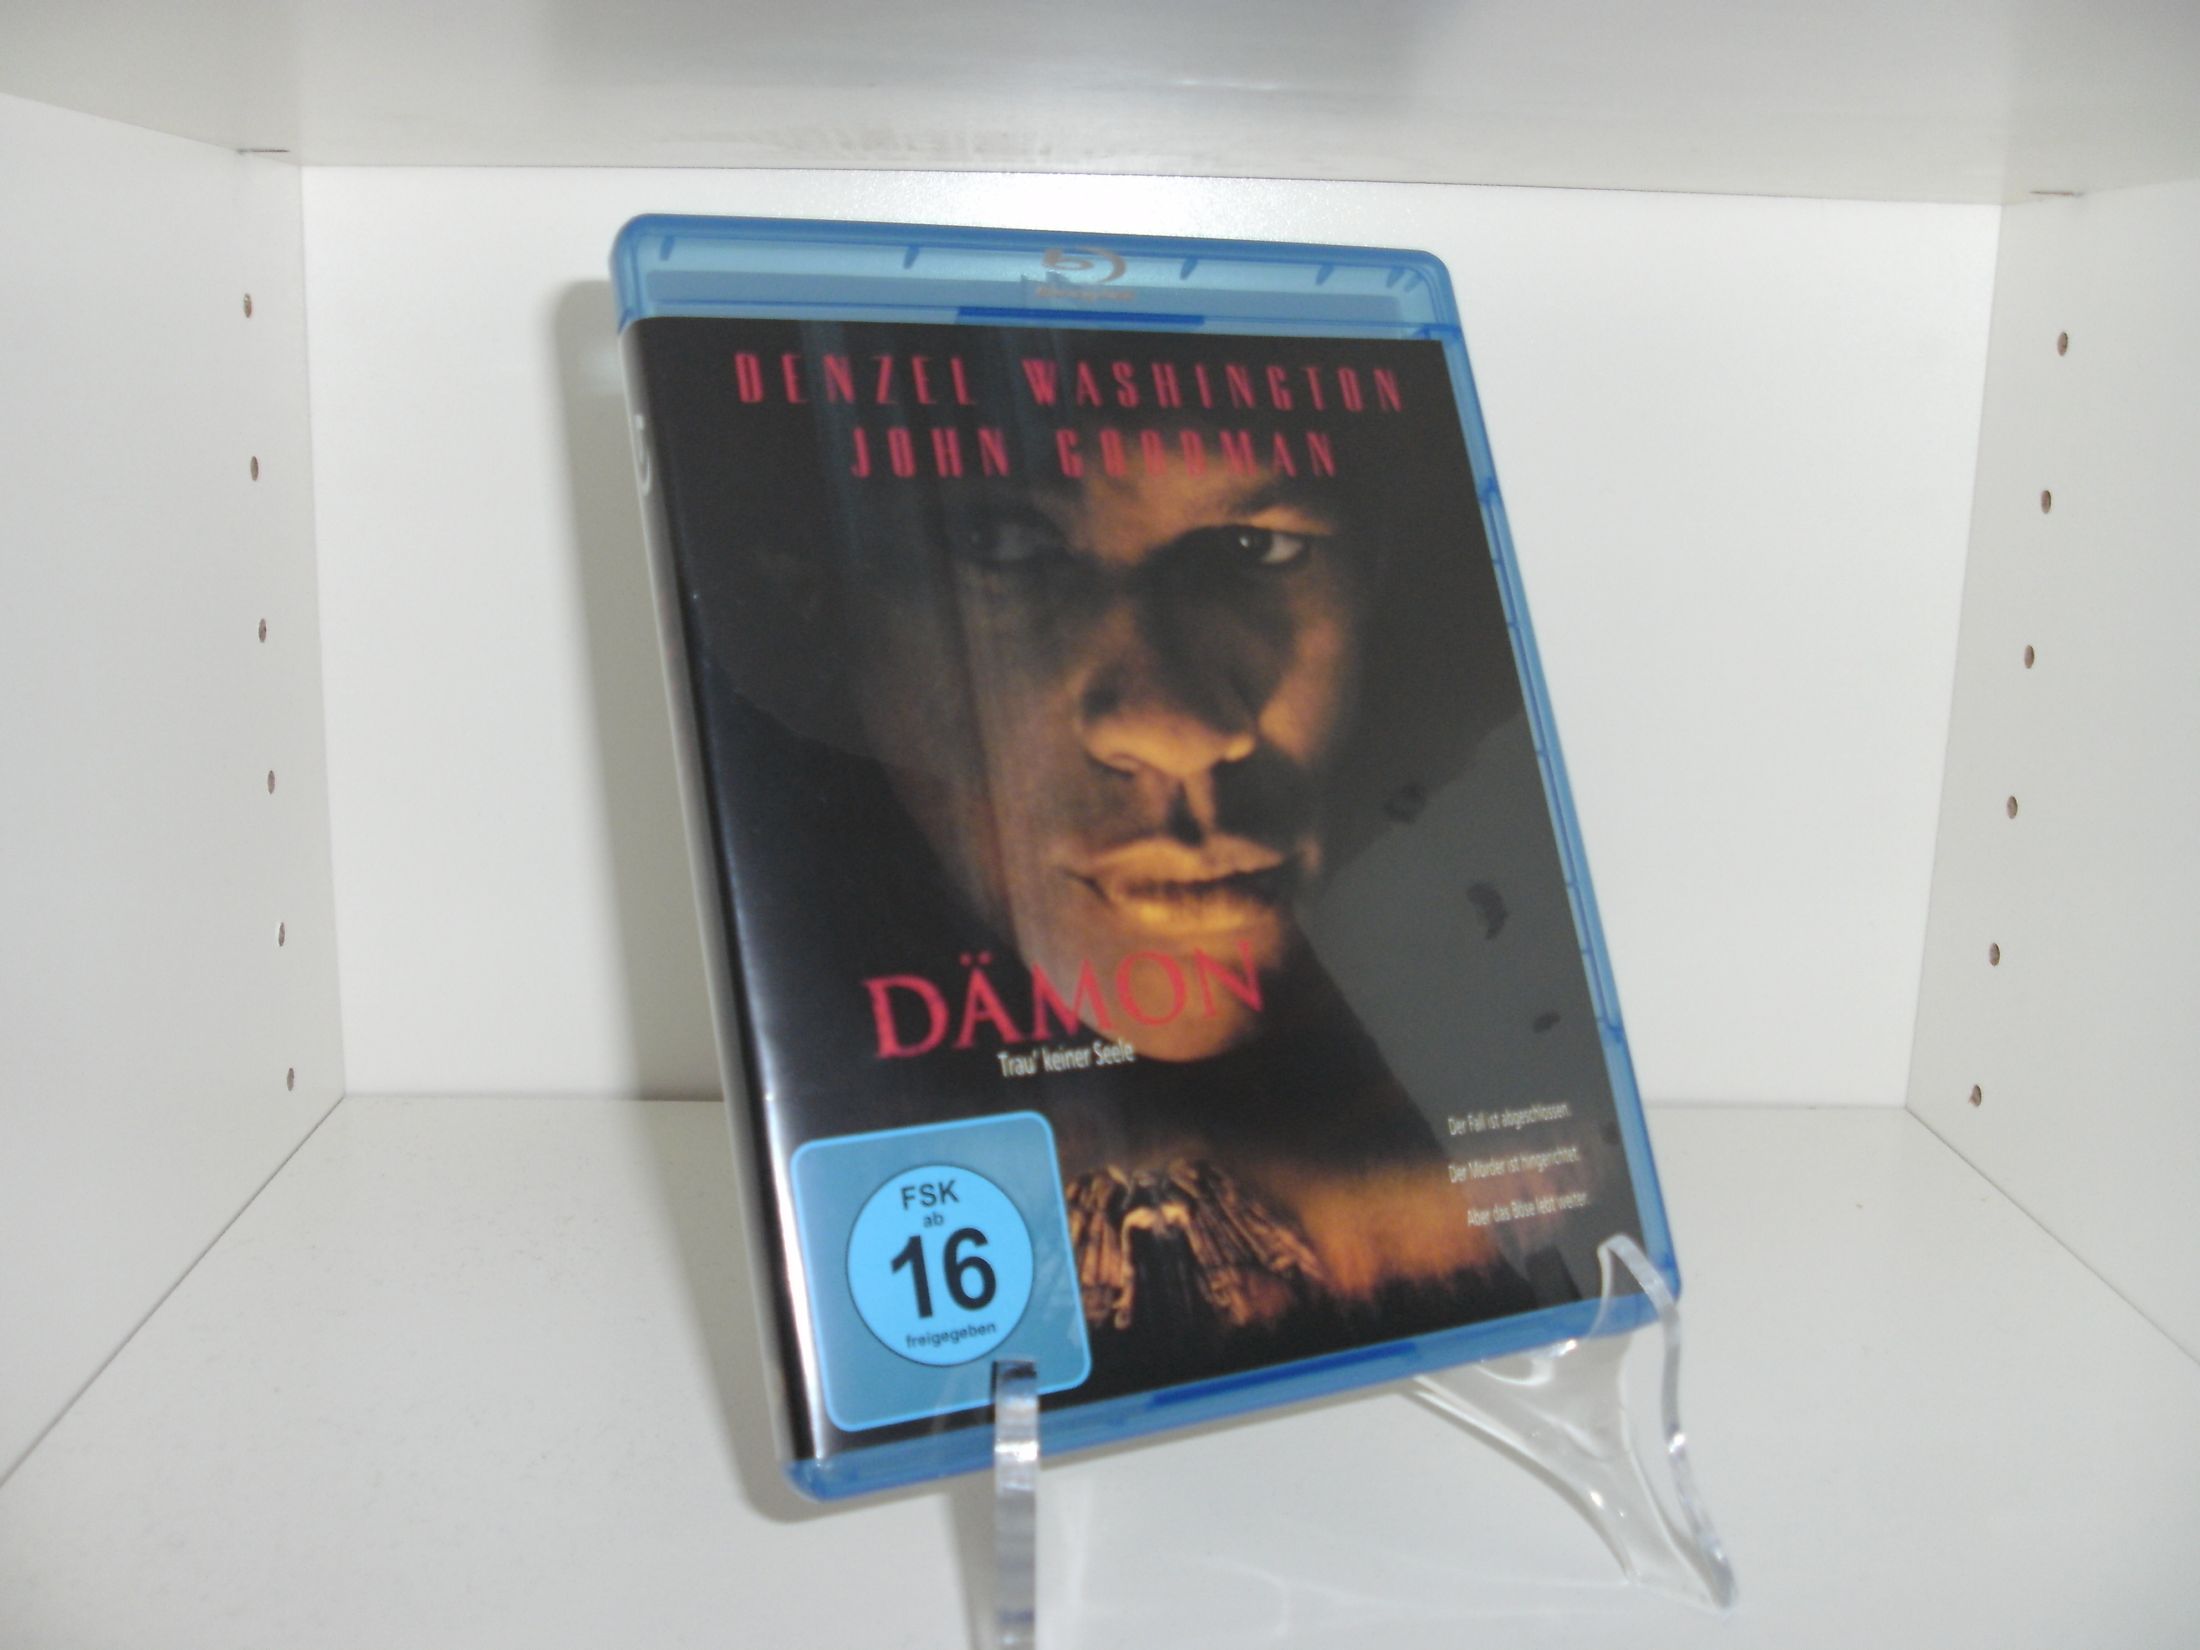 DENZEL WASHINGTON
JOHN GOODMAN
DÄMON
Trau' keiner Seele
Der Fall ist abgeschlossen.
Der Mörder ist hingerichtet.
Aber das Böse lebt weiter.
FSK
ab
16
freigegeben